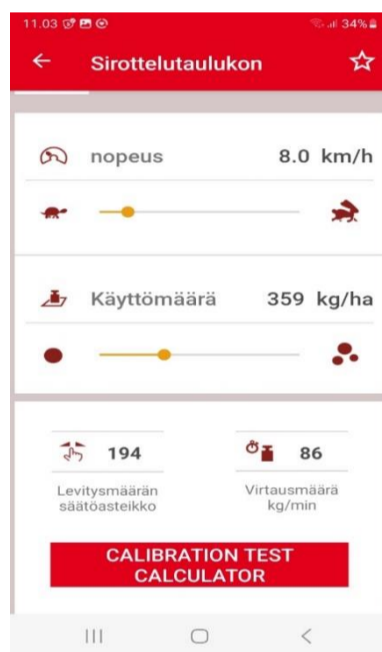 11.03 34%
Sirottelutaulukon
nopeus 8.0 km/h
Käyttömäärä 359 kg/ha
194 86
Levitysmäärän Virtausmäärä
säätöasteikko kg/min
CALIBRATION TEST
CALCULATOR